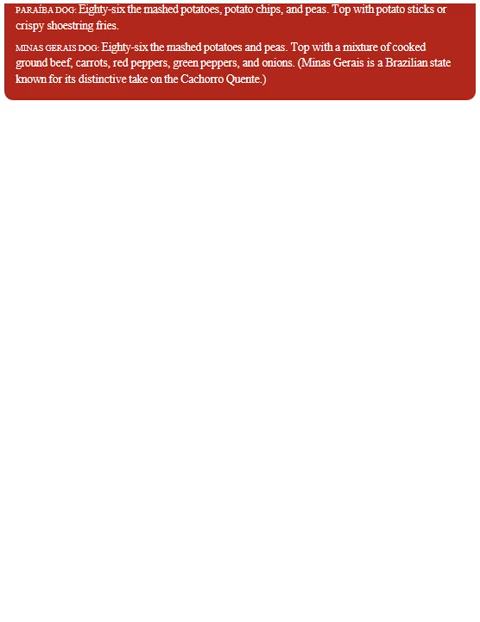 PARAÍBA DOG: Eighty-six the mashed potatoes, potato chips, and peas. Top with potato sticks or
crispy shoestring fries.
MINAS GERAIS DOG: Eighty-six the mashed potatoes and peas. Top with a mixture of cooked
ground beef, carrots, red peppers, green peppers, and onions. (Minas Gerais is a Brazilian state
known for its distinctive take on the Cachorro Quente.)